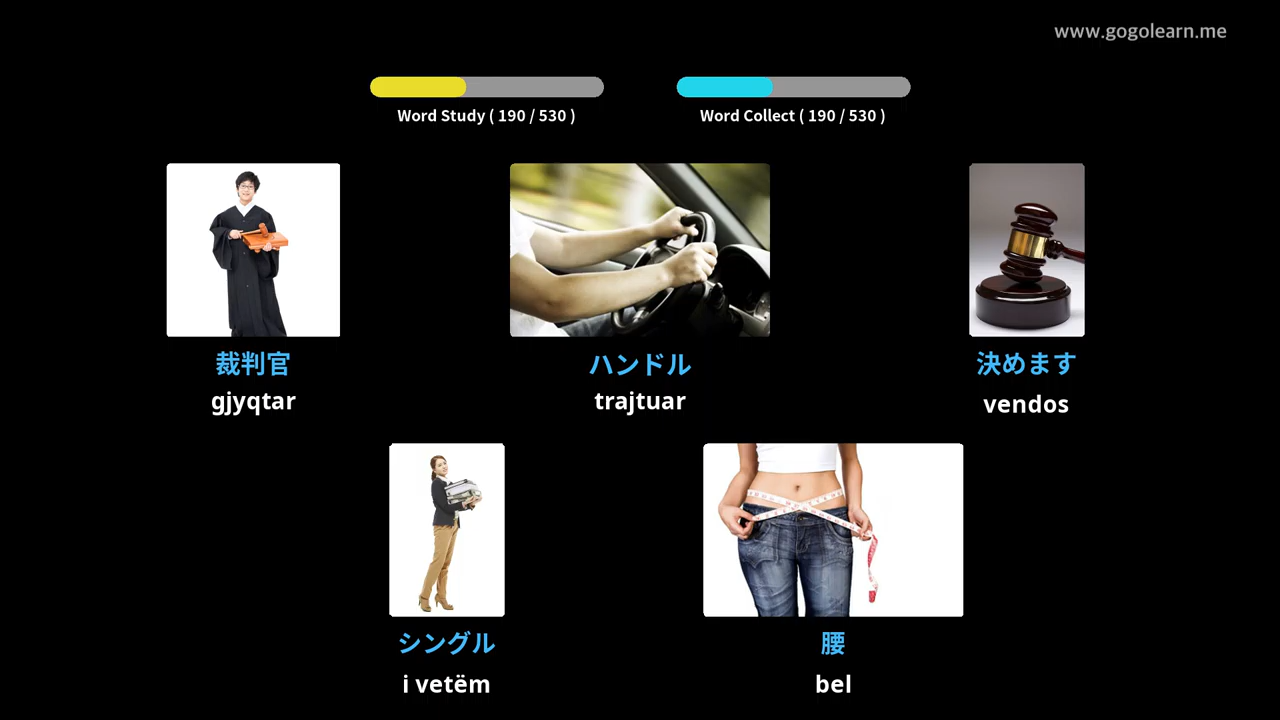 www.gogolearn.me
Word Study ( 190 / 530 )
Word Collect ( 190 / 530 )
裁判官
gjyqtar
ハンドル
trajtuar
決めます
vendos
シングル
i vetëm
腰
bel